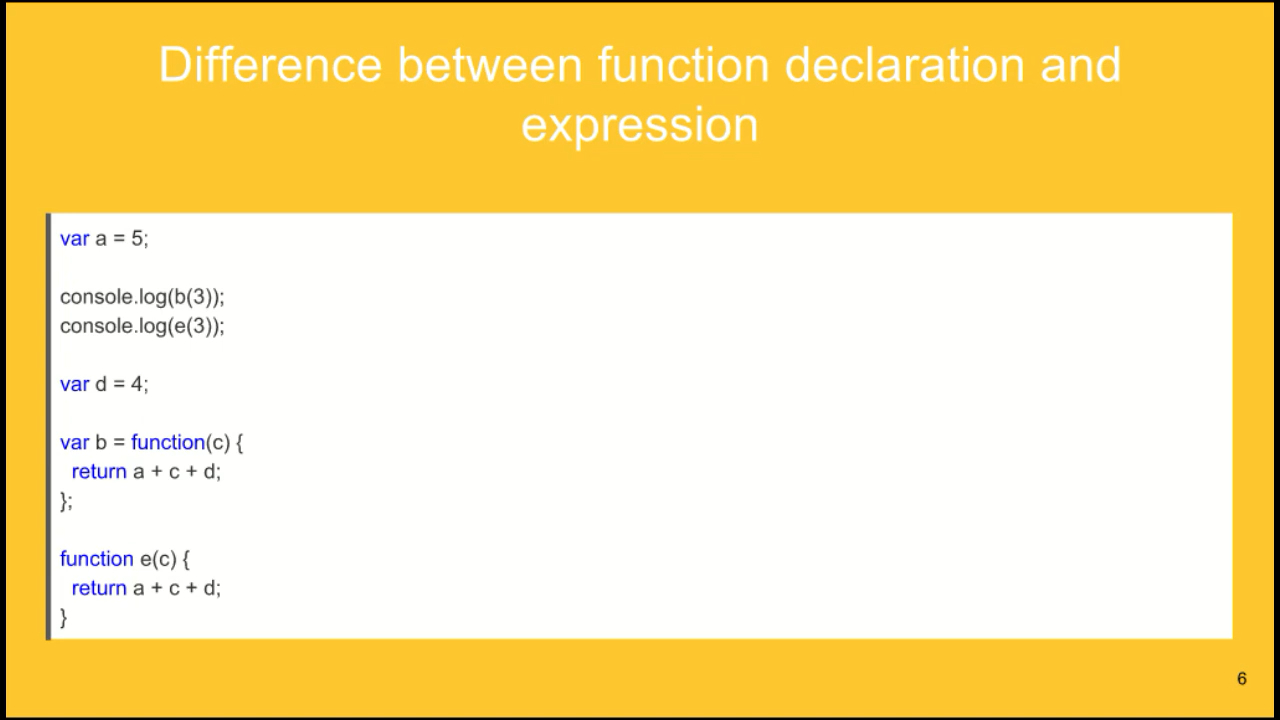 Difference between function declaration and
expression
var a = 5;
console.log(b(3));
console.log(e(3));
var d = 4;
var b = function(c) {
return a + c + d;
};
function e(c) {
return a + c + d;
}
6